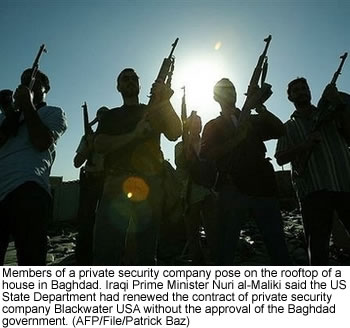 Members of a private security company pose on the rooftop of a
house in Baghdad. Iraqi Prime Minister Nuri al-Maliki said the US
State Department had renewed the contract of private security
company Blackwater USA without the approval of the Baghdad
government. (AFP/File/Patrick Baz)